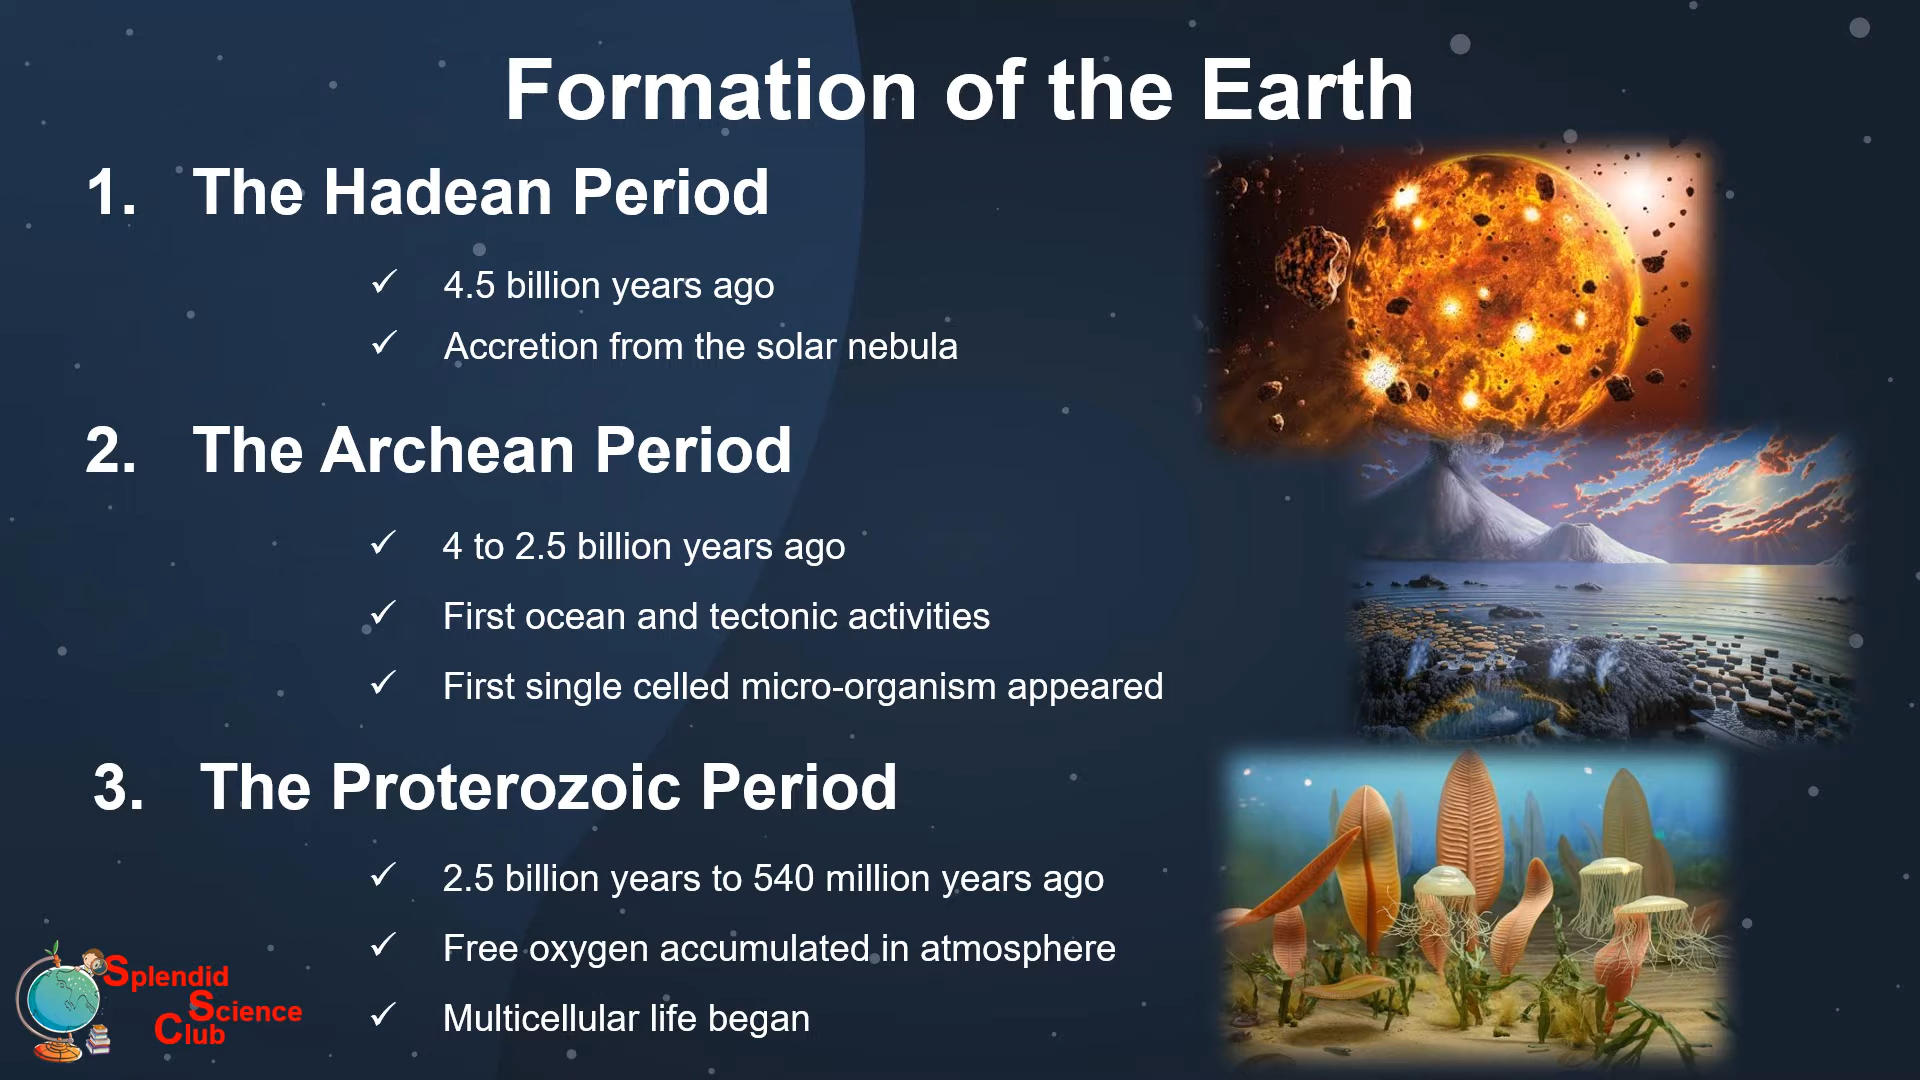 Formation of the Earth
1. The Hadean Period
✓ 4.5 billion years ago
✓ Accretion from the solar nebula
2. The Archean Period
✓ 4 to 2.5 billion years ago
✓ First ocean and tectonic activities
✓ First single celled micro-organism appeared
3. The Proterozoic Period
✓ 2.5 billion years to 540 million years ago
✓ Free oxygen accumulated in atmosphere
✓ Multicellular life began
Splendid
Science
Club